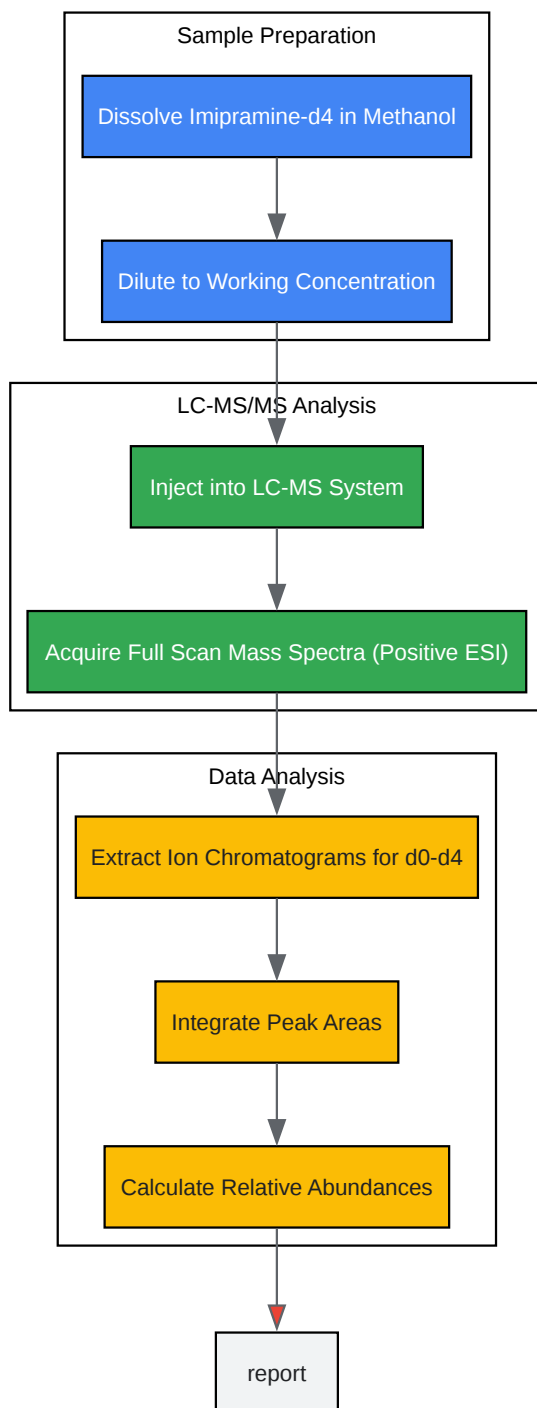 Sample Preparation
Dissolve Imipramine-d4 in Methanol
Dilute to Working Concentration
LC-MS/MS Analysis
Inject into LC-MS System
Acquire Full Scan Mass Spectra (Positive ESI)
Data Analysis
Extract Ion Chromatograms for d0-d4
Integrate Peak Areas
Calculate Relative Abundances
report